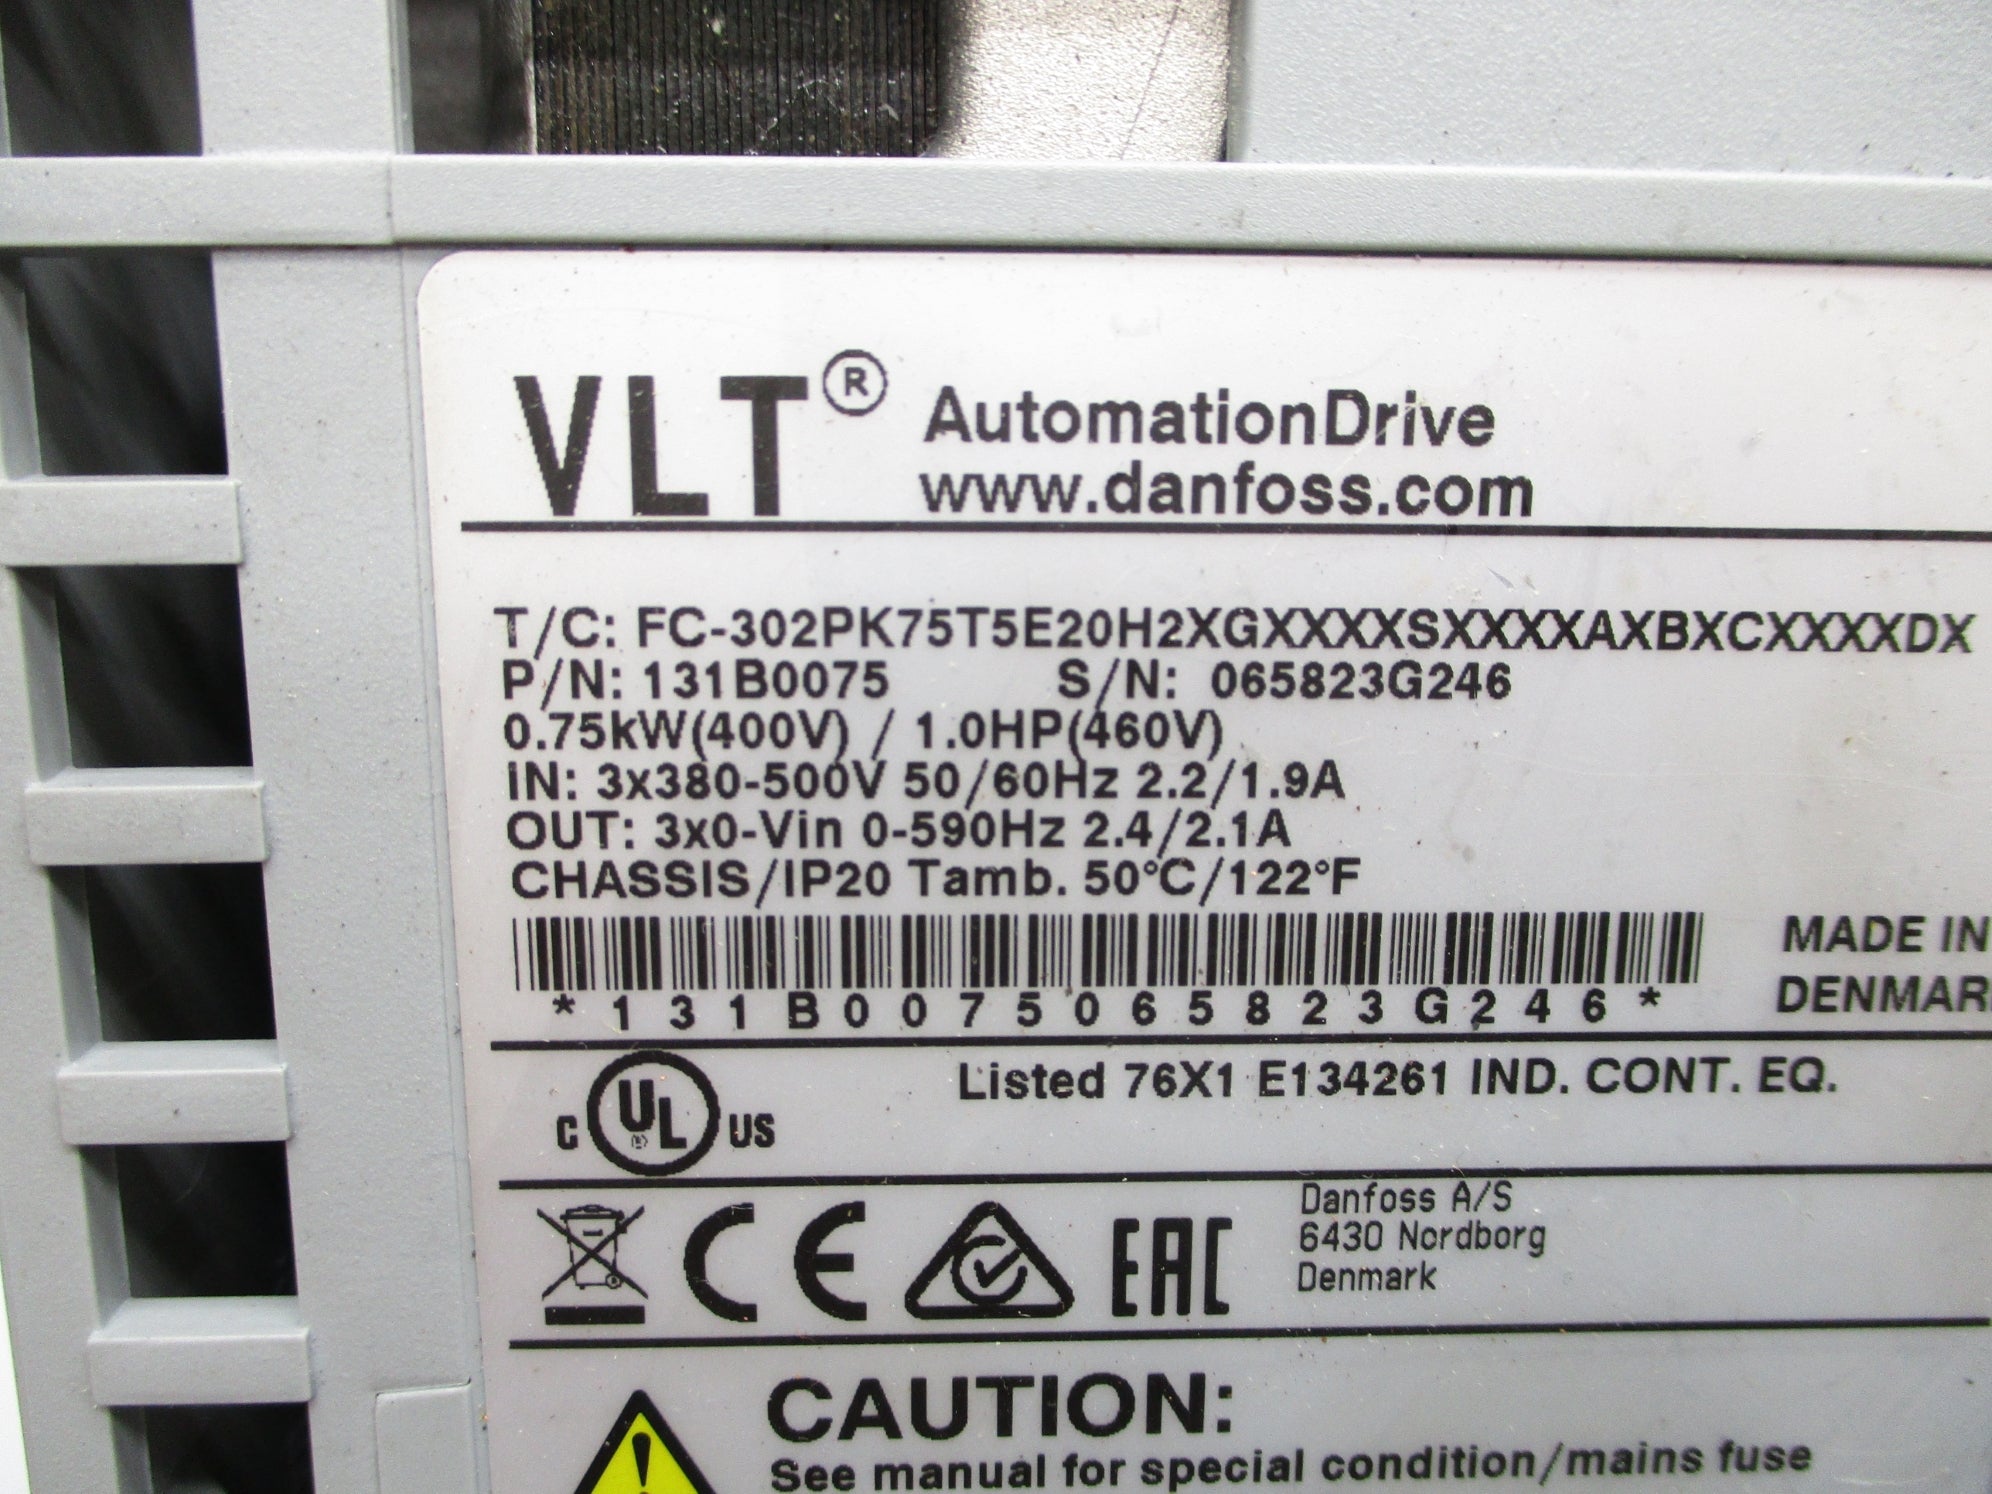 VLT® AutomationDrive
www.danfoss.com
T/C: FC-302PK75T5E20H2XGXXXXSXXXXAXBXCXXXXDX
P/N: 131B0075 S/N: 065823G246
0.75kW(400V) / 1.0HP(460V)
IN: 3x380-500V 50/60Hz 2.2/1.9A
OUT: 3x0-Vin 0-590Hz 2.4/2.1A
CHASSIS/IP20 Tamb. 50°C/122°F
*131B0075065823G246*
MADE IN
DENMAR
C UL US
Listed 76X1 E134261 IND. CONT. EQ.
CE EAC
Danfoss A/S
6430 Nordborg
Denmark
CAUTION:
See manual for special condition/mains fuse